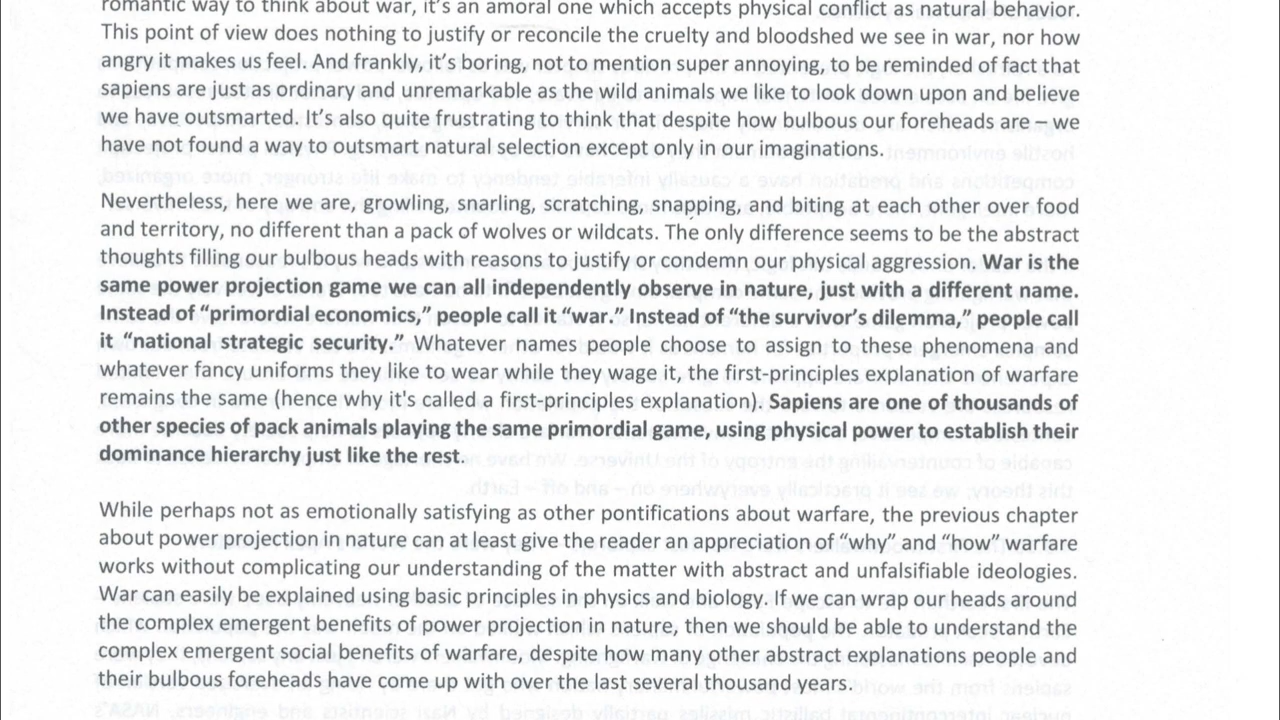 romantic way to think about war, it's an amoral one which accepts physical conflict as natural behavior.
This point of view does nothing to justify or reconcile the cruelty and bloodshed we see in war, nor how
angry it makes us feel. And frankly, it's boring, not to mention super annoying, to be reminded of fact that
sapiens are just as ordinary and unremarkable as the wild animals we like to look down upon and believe
we have outsmarted. It's also quite frustrating to think that despite how bulbous our foreheads are – we
have not found a way to outsmart natural selection except only in our imaginations.
Nevertheless, here we are, growling, snarling, scratching, snapping, and biting at each other over food
and territory, no different than a pack of wolves or wildcats. The only difference seems to be the abstract
thoughts filling our bulbous heads with reasons to justify or condemn our physical aggression. War is the
same power projection game we can all independently observe in nature, just with a different name.
Instead of "primordial economics," people call it "war." Instead of "the survivor's dilemma," people call
it "national strategic security." Whatever names people choose to assign to these phenomena and
whatever fancy uniforms they like to wear while they wage it, the first-principles explanation of warfare
remains the same (hence why it's called a first-principles explanation). Sapiens are one of thousands of
other species of pack animals playing the same primordial game, using physical power to establish their
dominance hierarchy just like the rest.
While perhaps not as emotionally satisfying as other pontifications about warfare, the previous chapter
about power projection in nature can at least give the reader an appreciation of "why" and "how" warfare
works without complicating our understanding of the matter with abstract and unfalsifiable ideologies.
War can easily be explained using basic principles in physics and biology. If we can wrap our heads around
the complex emergent benefits of power projection in nature, then we should be able to understand the
complex emergent social benefits of warfare, despite how many other abstract explanations people and
their bulbous foreheads have come up with over the last several thousand years.